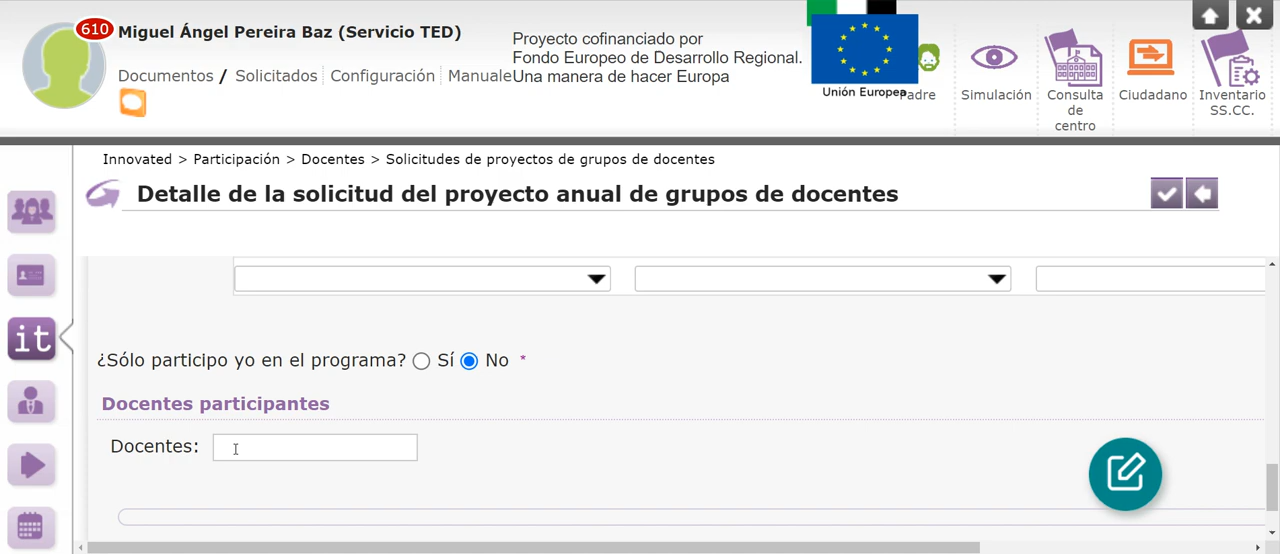 610
Miguel Ángel Pereira Baz (Servicio TED)
Documentos / Solicitados Configuración Manuale
Proyecto cofinanciado por
Fondo Europeo de Desarrollo Regional.
Una manera de hacer Europa
Unión Europea
Padre
Simulación
Consulta
de
centro
Ciudadano
Inventario
SS.CC.
Innovated > Participación > Docentes > Solicitudes de proyectos de grupos de docentes
Detalle de la solicitud del proyecto anual de grupos de docentes
it
¿Sólo participo yo en el programa? Sí No *
Docentes participantes
Docentes: